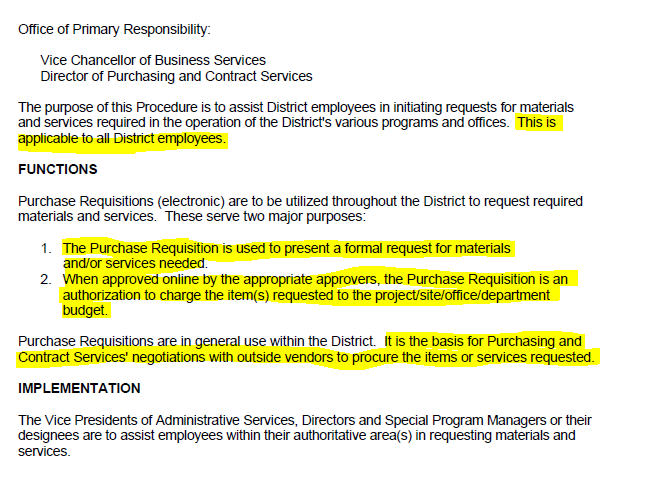 Office of Primary Responsibility:
Vice Chancellor of Business Services
Director of Purchasing and Contract Services
The purpose of this Procedure is to assist District employees in initiating requests for materials
and services required in the operation of the District's various programs and offices.  This is
applicable to all District employees.
FUNCTIONS
Purchase Requisitions (electronic) are to be utilized throughout the District to request required
materials and services.  These serve two major purposes:
1. The Purchase Requisition is used to present a formal request for materials
and/or services needed.
2. When approved online by the appropriate approvers, the Purchase Requisition is an
authorization to charge the item(s) requested to the project/site/office/department
budget.
Purchase Requisitions are in general use within the District.  It is the basis for Purchasing and
Contract Services' negotiations with outside vendors to procure the items or services requested.
IMPLEMENTATION
The Vice Presidents of Administrative Services, Directors and Special Program Managers or their
designees are to assist employees within their authoritative area(s) in requesting materials and
services.